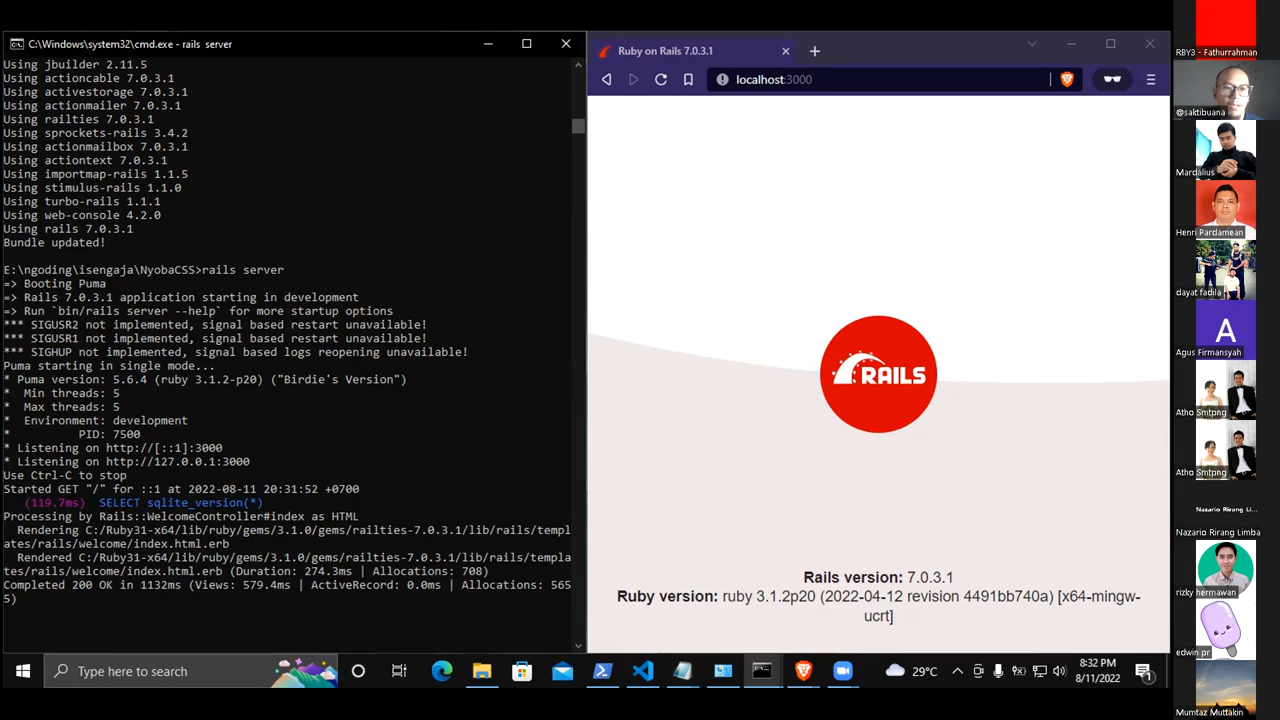 C:\Windows\system32\cmd.exe - rails  server
Using jbuilder 2.11.5
Using actioncable 7.0.3.1
Using activestorage 7.0.3.1
Using actionmailer 7.0.3.1
Using railties 7.0.3.1
Using sprockets-rails 3.4.2
Using actionmailbox 7.0.3.1
Using actiontext 7.0.3.1
Using importmap-rails 1.1.5
Using stimulus-rails 1.1.0
Using turbo-rails 1.1.1
Using web-console 4.2.0
Using rails 7.0.3.1
Bundle updated!
E:\ngoding\isengaja\NyobaCSS>rails server
=> Booting Puma
=> Rails 7.0.3.1 application starting in development
=> Run `bin/rails server --help` for more startup options
*** SIGUSR2 not implemented, signal based restart unavailable!
*** SIGUSR1 not implemented, signal based restart unavailable!
*** SIGHUP not implemented, signal based logs reopening unavailable!
Puma starting in single mode...
* Puma version: 5.6.4 (ruby 3.1.2-p20) ("Birdie's Version")
*  Min threads: 5
*  Max threads: 5
*  Environment: development
*          PID: 7500
* Listening on http://[::1]:3000
* Listening on http://127.0.0.1:3000
Use Ctrl-C to stop
Started GET "/" for ::1 at 2022-08-11 20:31:52 +0700
(119.7ms)  SELECT sqlite_version(*)
Processing by Rails::WelcomeController#index as HTML
Rendering C:/Ruby31-x64/lib/ruby/gems/3.1.0/gems/railties-7.0.3.1/lib/rails/templ
ates/rails/welcome/index.html.erb
Rendered C:/Ruby31-x64/lib/ruby/gems/3.1.0/gems/railties-7.0.3.1/lib/rails/templa
tes/rails/welcome/index.html.erb (Duration: 274.3ms | Allocations: 708)
Completed 200 OK in 1132ms (Views: 579.4ms | ActiveRecord: 0.0ms | Allocations: 565
5)
Ruby on Rails 7.0.3.1
localhost:3000
RAILS
Rails version: 7.0.3.1
Ruby version: ruby 3.1.2p20 (2022-04-12 revision 4491bb740a) [x64-mingw-
ucrt]
Type here to search
29°C
8:32 PM
8/11/2022
1
RBY3 - Fathurrahman
@saktibuana
Mardalius
Henri Pardamean
dayat fadila
A
Agus Firmansyah
Atho Smtpng
Atho Smtpng
Nazario Rirang Li...
Nazario Rirang Limba
rizky hermawan
edwin pr
Mumtaz Muttakin